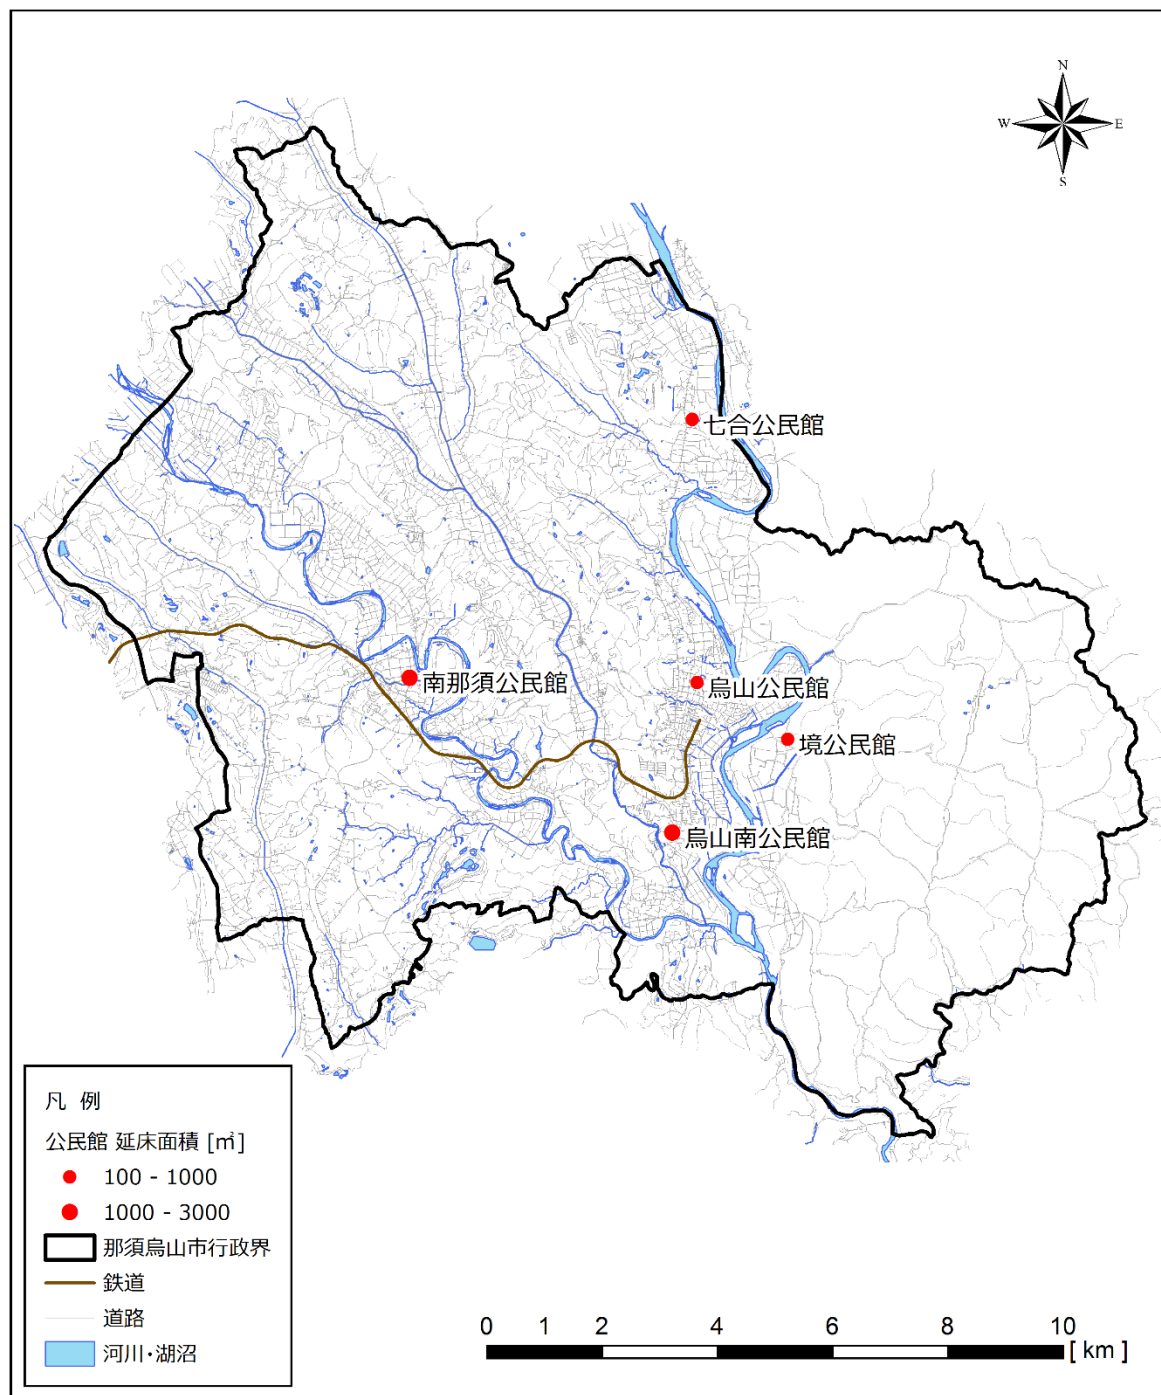 N
W
E
S
七合公民館
南那須公民館
烏山公民館
境公民館
烏山南公民館
凡 例
公民館 延床面積 [㎡]
100 - 1000
1000 - 3000
那須烏山市行政界
鉄道
道路
河川・湖沼
0 1 2 4 6 8 10
[ km ]